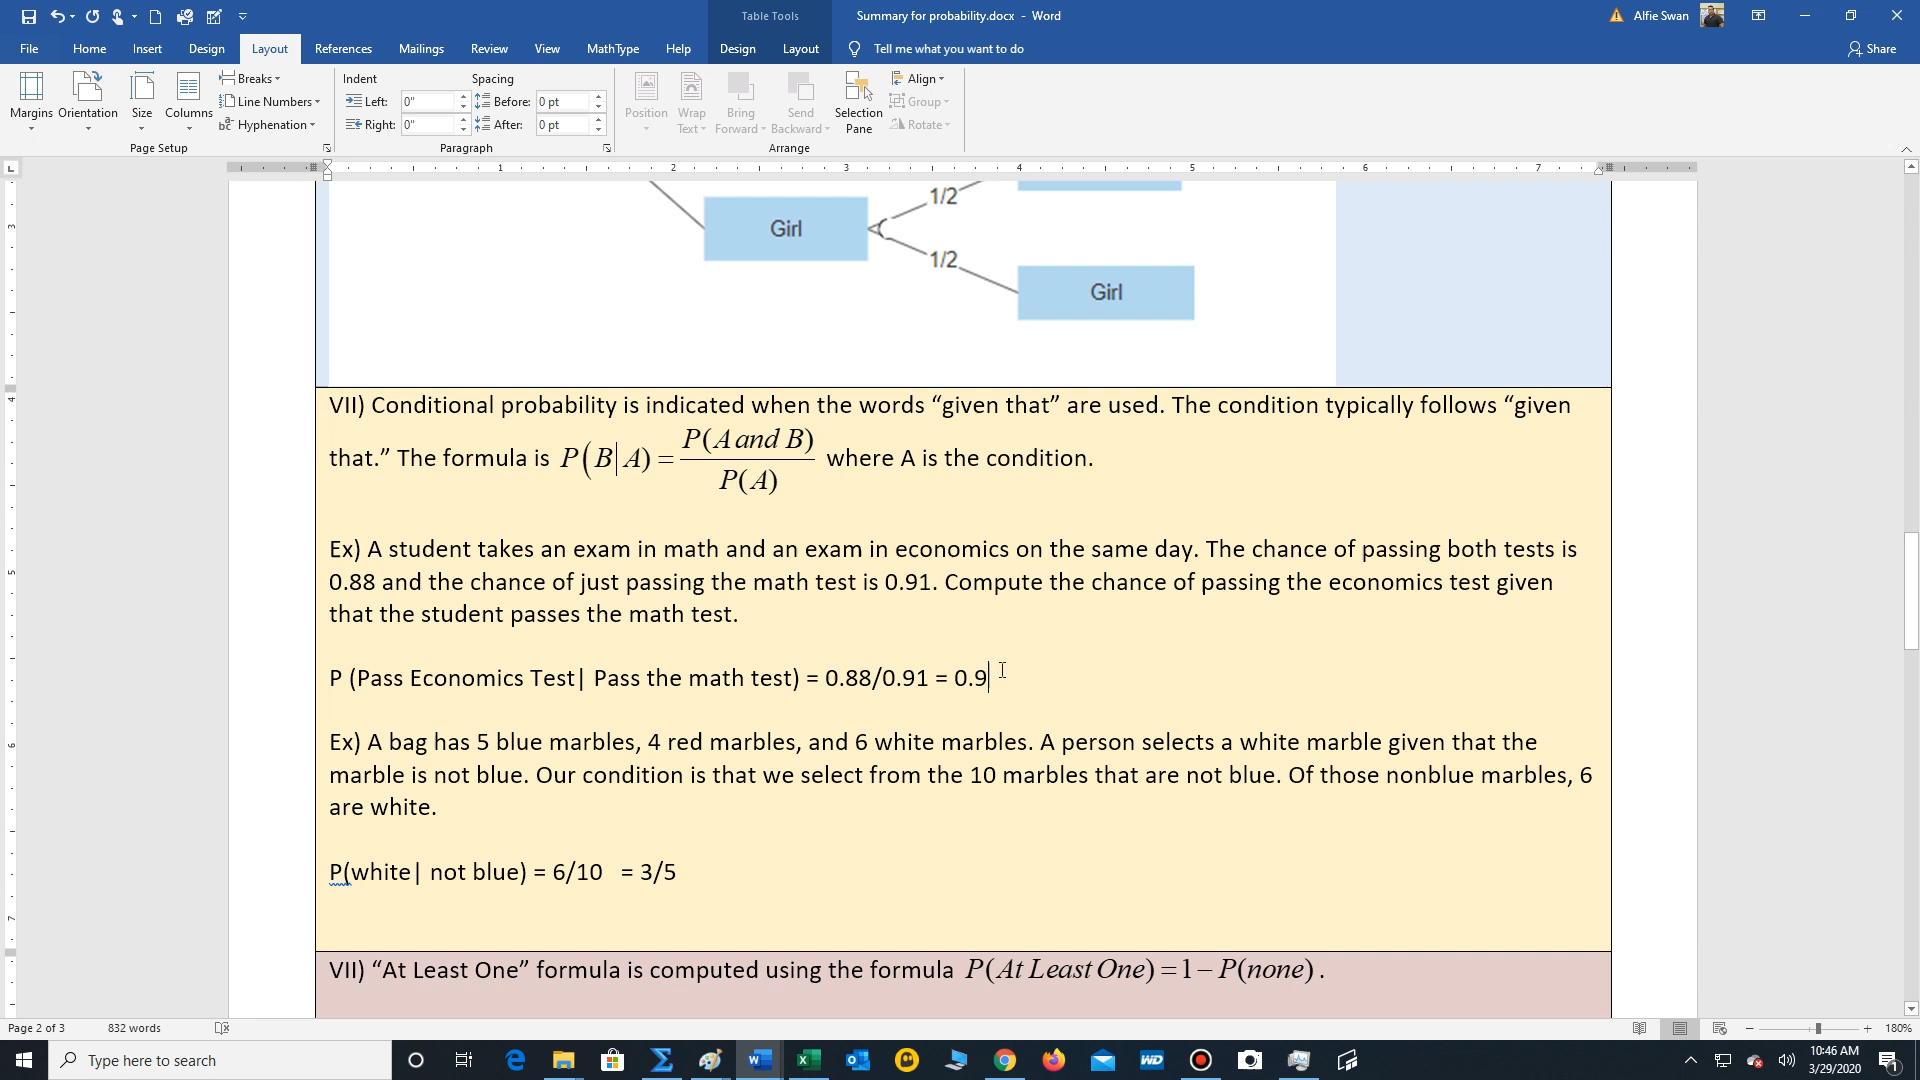 Table Tools
Summary for probability.docx - Word
Alfie Swan
File Home Insert Design Layout References Mailings Review View MathType Help Design Layout Tell me what you want to do Share
Margins Orientation Size Columns
Breaks
Line Numbers
Hyphenation
Page Setup
Indent Spacing
Left: 0" Before: 0 pt
Right: 0" After: 0 pt
Paragraph
Position Wrap Text Bring Forward Send Backward Selection Pane
Align
Group
Rotate
Arrange
1 2 3 4 5 6 7
3
4
5
6
7
1/2
Girl
1/2
Girl
VII) Conditional probability is indicated when the words “given that” are used. The condition typically follows “given
that.” The formula is P(B|A) = P(A and B) / P(A) where A is the condition.
Ex) A student takes an exam in math and an exam in economics on the same day. The chance of passing both tests is
0.88 and the chance of just passing the math test is 0.91. Compute the chance of passing the economics test given
that the student passes the math test.
P (Pass Economics Test| Pass the math test) = 0.88/0.91 = 0.9
Ex) A bag has 5 blue marbles, 4 red marbles, and 6 white marbles. A person selects a white marble given that the
marble is not blue. Our condition is that we select from the 10 marbles that are not blue. Of those nonblue marbles, 6
are white.
P(white| not blue) = 6/10 = 3/5
VII) “At Least One” formula is computed using the formula P(At Least One) = 1 − P(none) .
Page 2 of 3 832 words 180%
Type here to search
10:46 AM
3/29/2020